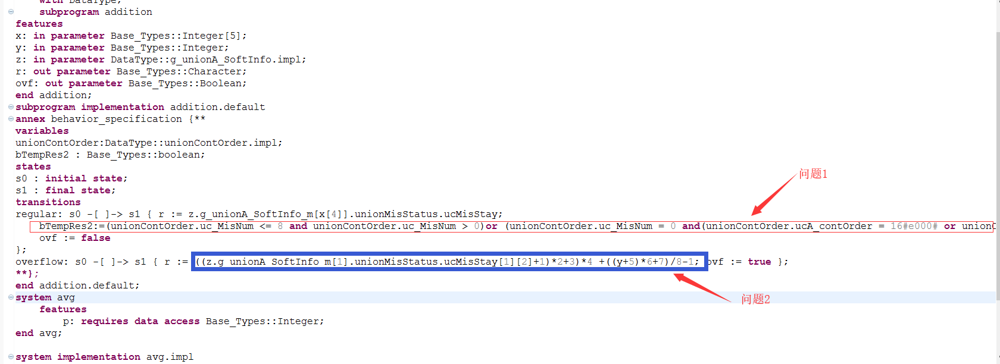 with DataType;
subprogram addition
features
x: in parameter Base_Types::Integer[5];
y: in parameter Base_Types::Integer;
z: in parameter DataType::g_unionA_SoftInfo.impl;
r: out parameter Base_Types::Character;
ovf: out parameter Base_Types::Boolean;
end addition;
subprogram implementation addition.default
annex behavior_specification {**
variables
unionContOrder:DataType::unionContOrder.impl;
bTempRes2 : Base_Types::boolean;
states
s0 : initial state;
s1 : final state;
问题1
transitions
regular: s0 -[ ]-> s1 { r := z.g_unionA_SoftInfo_m[x[4]].unionMisStatus.ucMisStay;
bTempRes2:=(unionContOrder.uc_MisNum <= 8 and unionContOrder.uc_MisNum > 0)or (unionContOrder.uc_MisNum = 0 and(unionContOrder.ucA_contOrder = 16#e000# or
ovf := false
};
overflow: s0 -[ ]-> s1 { r := ((z.g_unionA_SoftInfo_m[1].unionMisStatus.ucMisStay[1][2]+1)*2+3)*4 +((y+5)*6+7)/8-1; ovf := true };
**};
end addition.default;
system avg
问题2
features
p: requires data access Base_Types::Integer;
end avg;
system implementation avg.impl